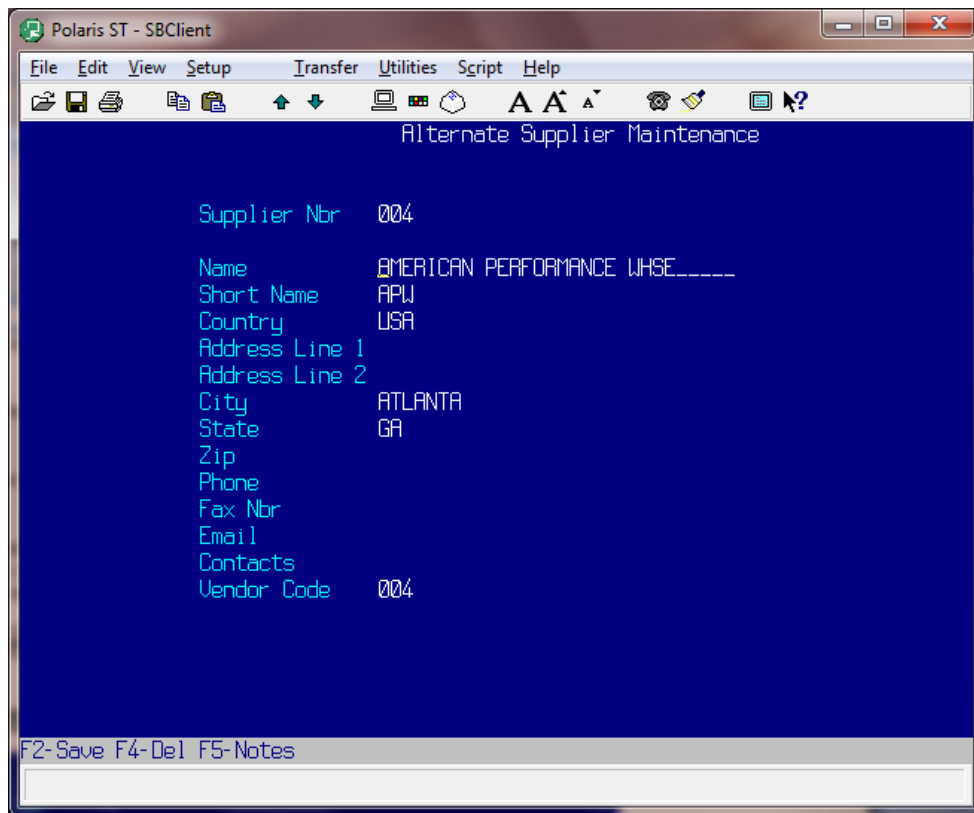 Polaris ST - SBClient
File Edit View Setup Transfer Utilities Script Help
Alternate Supplier Maintenance
Supplier Nbr 004
Name AMERICAN PERFORMANCE WHSE_____
Short Name APW
Country USA
Address Line 1
Address Line 2
City ATLANTA
State GA
Zip
Phone
Fax Nbr
Email
Contacts
Vendor Code 004
F2-Save F4-Del F5-Notes